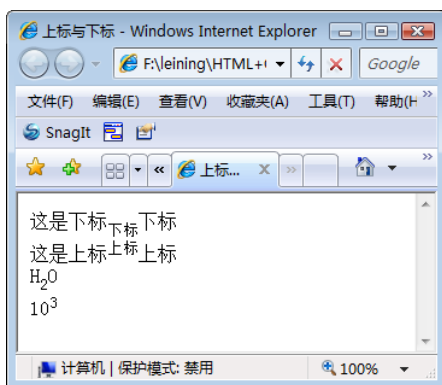 上标与下标 - Windows Internet Explorer
F:\leining\HTML+
Google
文件(F) 编辑(E) 查看(V) 收藏夹(A) 工具(T) 帮助(H
SnagIt
上标...
这是下标下标下标
这是上标上标上标
H₂O
10³
计算机 | 保护模式: 禁用
100%